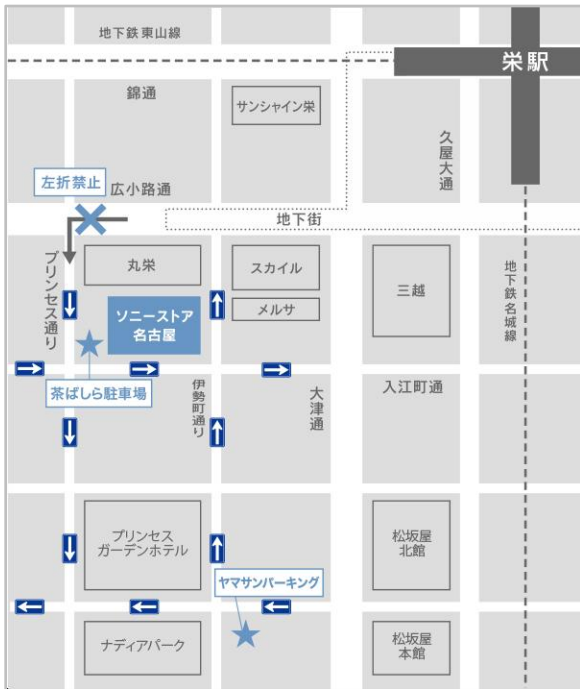 地下鉄東山線
栄駅
錦通
サンシャイン栄
久屋大通
左折禁止
広小路通
地下街
プリンセス通り
丸栄
スカイル
三越
地下鉄名城線
ソニーストア
名古屋
メルサ
茶ばしら駐車場
伊勢町通り
大津通
入江町通
プリンセス
ガーデンホテル
松坂屋
北館
ヤマサンパーキング
ナディアパーク
松坂屋
本館